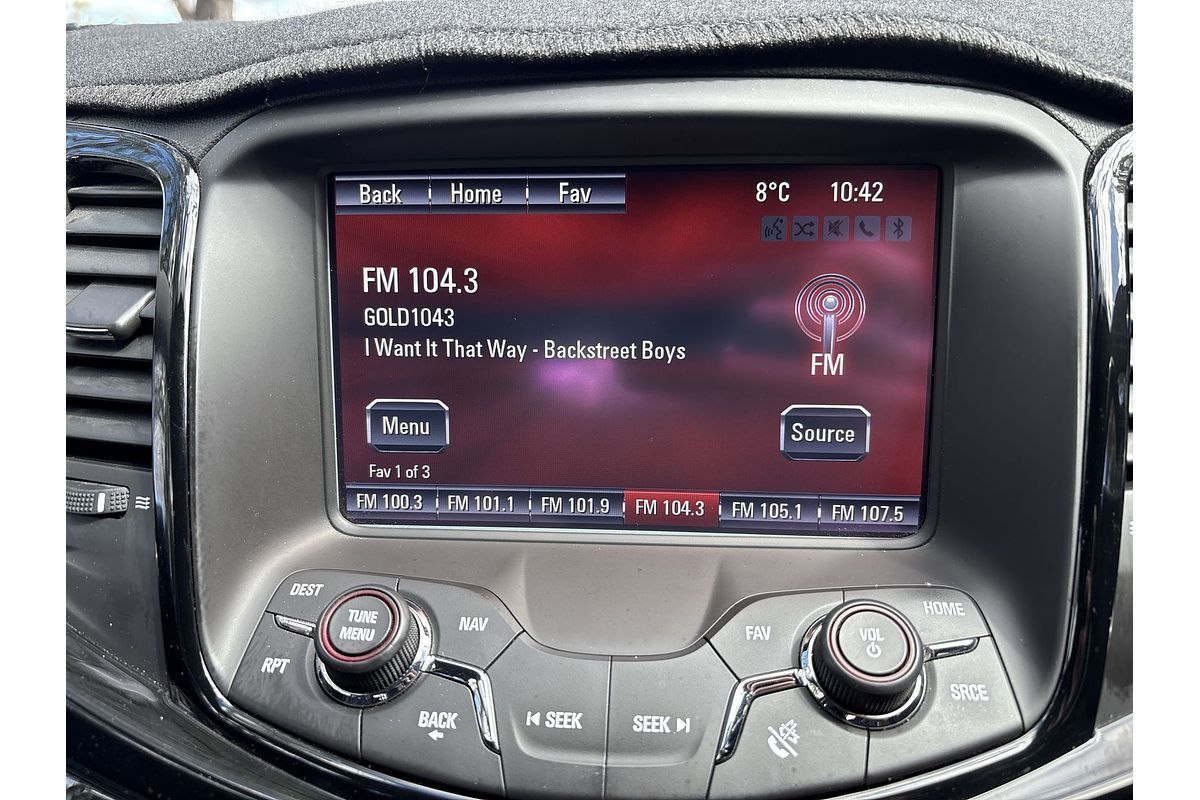 Back Home Fav 8°C 10:42
FM 104.3
GOLD1043
I Want It That Way - Backstreet Boys
FM
Menu
Source
Fav 1 of 3
FM 100.3 FM 101.1 FM 101.9 FM 104.3 FM 105.1 FM 107.5
DEST
TUNE
MENU
NAV
RPT
BACK
SEEK
SEEK
FAV
VOL
HOME
SRCE